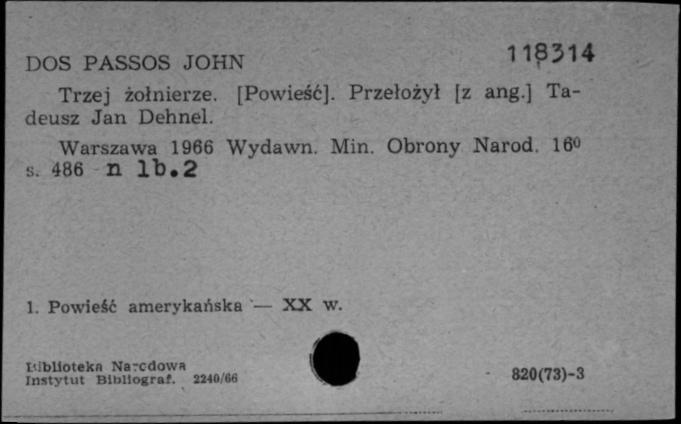 118314
DOS PASSOS JOHN
Trzej żołnierze. [Powieść]. Przełożył [z ang.] Ta-
deusz Jan Dehnel.
Warszawa 1966 Wydawn. Min. Obrony Narod. 16⁰
s. 486 n lb.2
1. Powieść amerykańska — XX w.
Biblioteka Narodowa
Instytut Bibliograf. 2240/66
820(73)-3